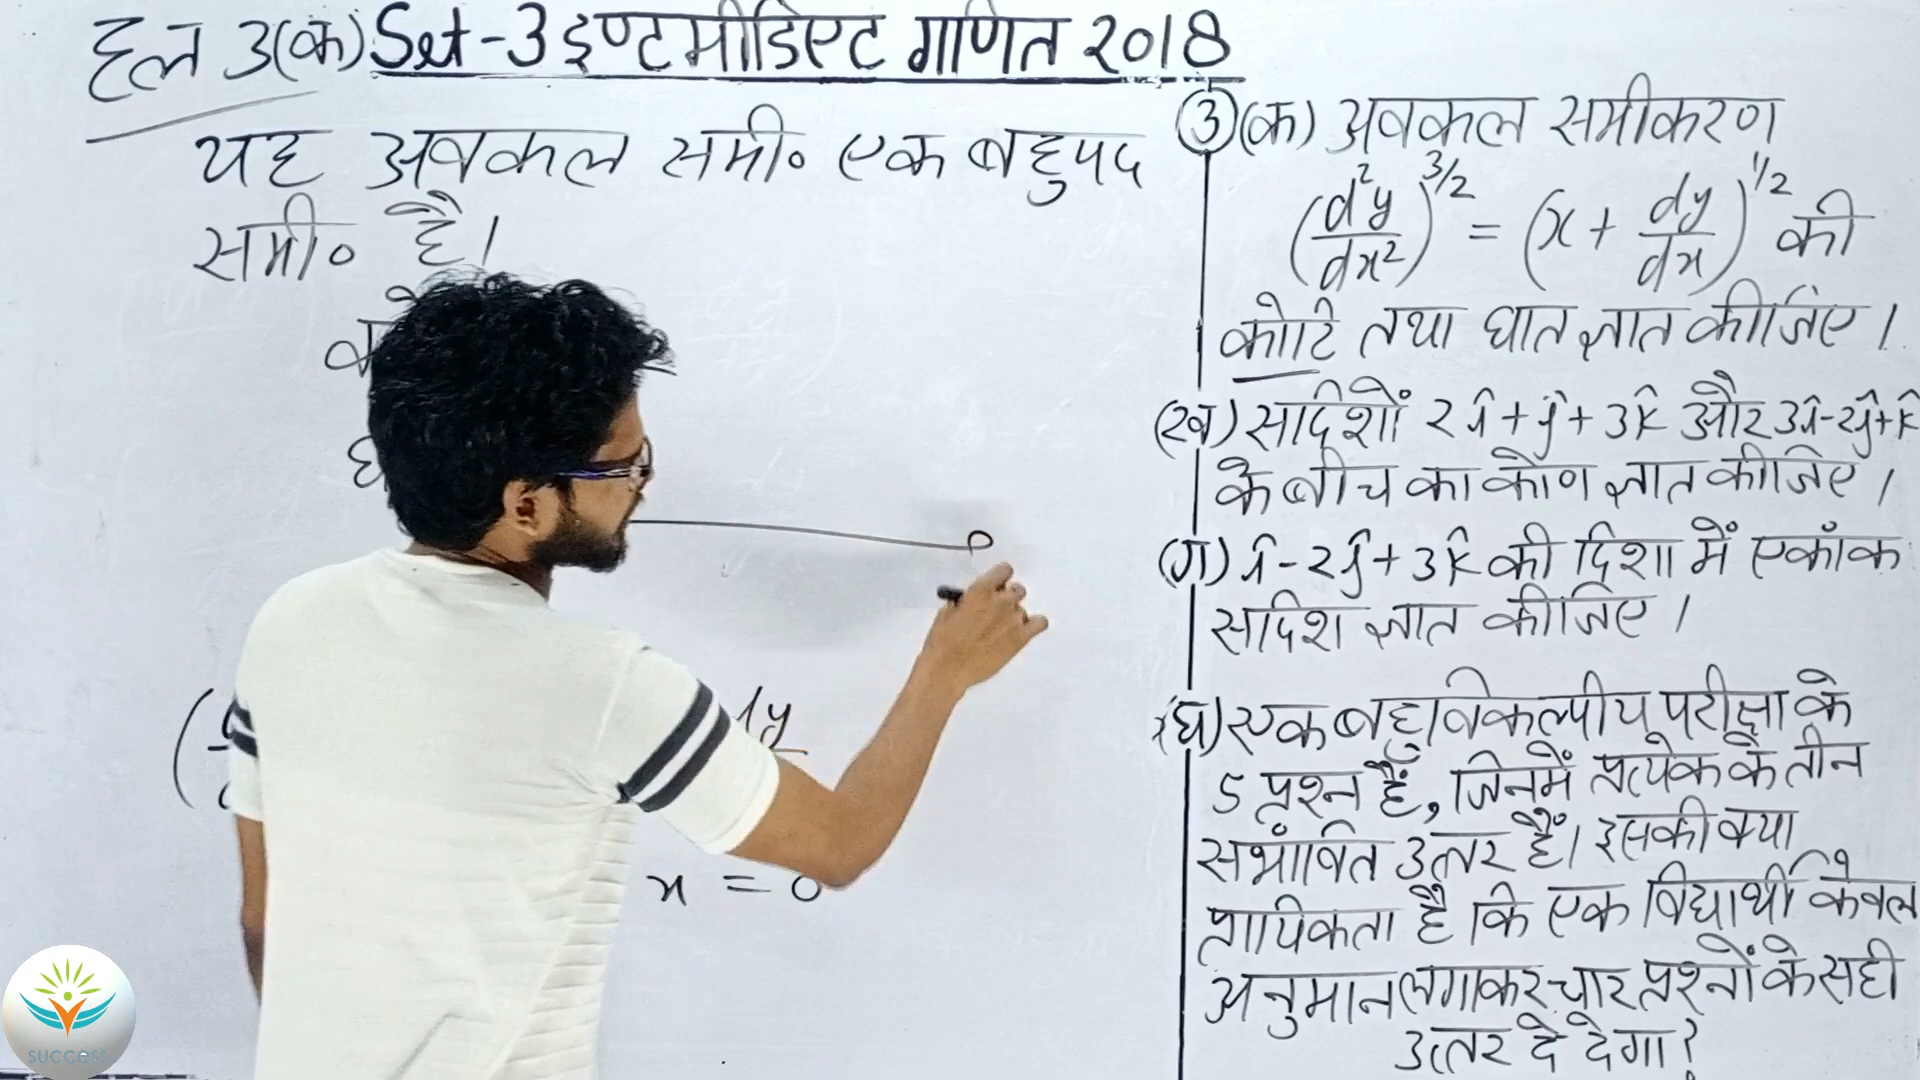 हल 3(क) Set-3 इण्टमीडिएट गणित 2018
यह अवकल समी० एक बहुपद
समी० है।
x = 0
③(क) अवकल समीकरण
(d²y/dx²)^3/2 = (x + dy/dx)^1/2 की
कोटि तथा घात ज्ञात कीजिए।
(ख) सदिशों 2î + ĵ + 3k̂ और 3î - 2ĵ + k̂
के बीच का कोण ज्ञात कीजिए।
(ग) î - 2ĵ + 3k̂ की दिशा में एकांक
सदिश ज्ञात कीजिए।
(घ) एक बहुविकल्पीय परीक्षा के
5 प्रश्न हैं, जिनमें प्रत्येक के तीन
संभावित उत्तर हैं। इसकी क्या
प्रायिकता है कि एक विद्यार्थी केवल
अनुमान लगाकर चार प्रश्नों के सही
उत्तर दे देगा?
success